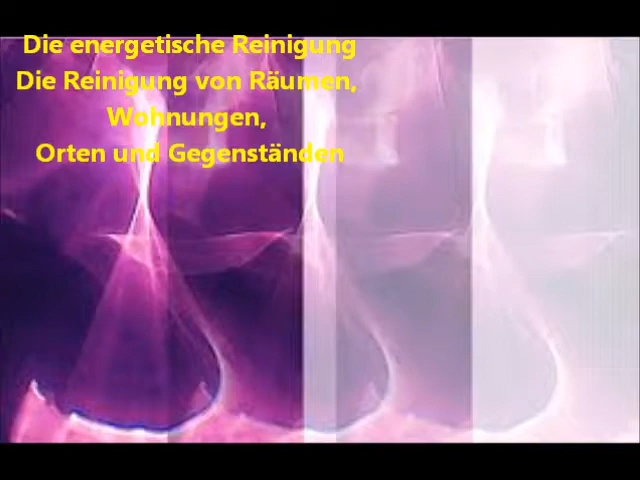 Die energetische Reinigung
Die Reinigung von Räumen,
Wohnungen,
Orten und Gegenständen